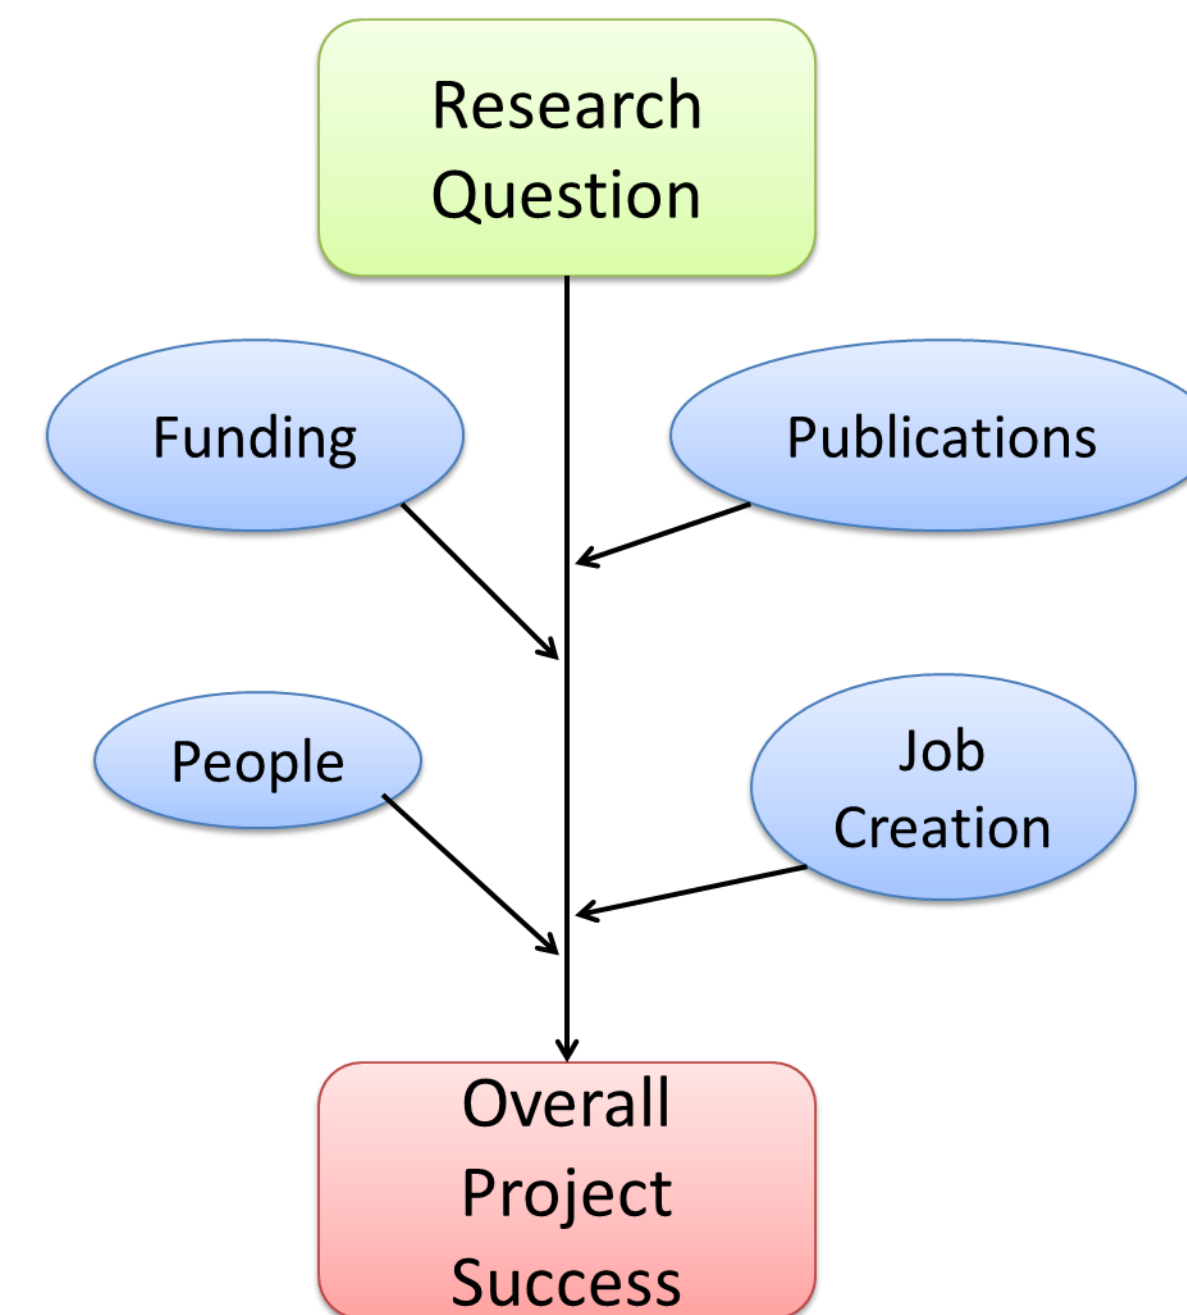 Research
Question
Funding
Publications
People
Job
Creation
Overall
Project
Success